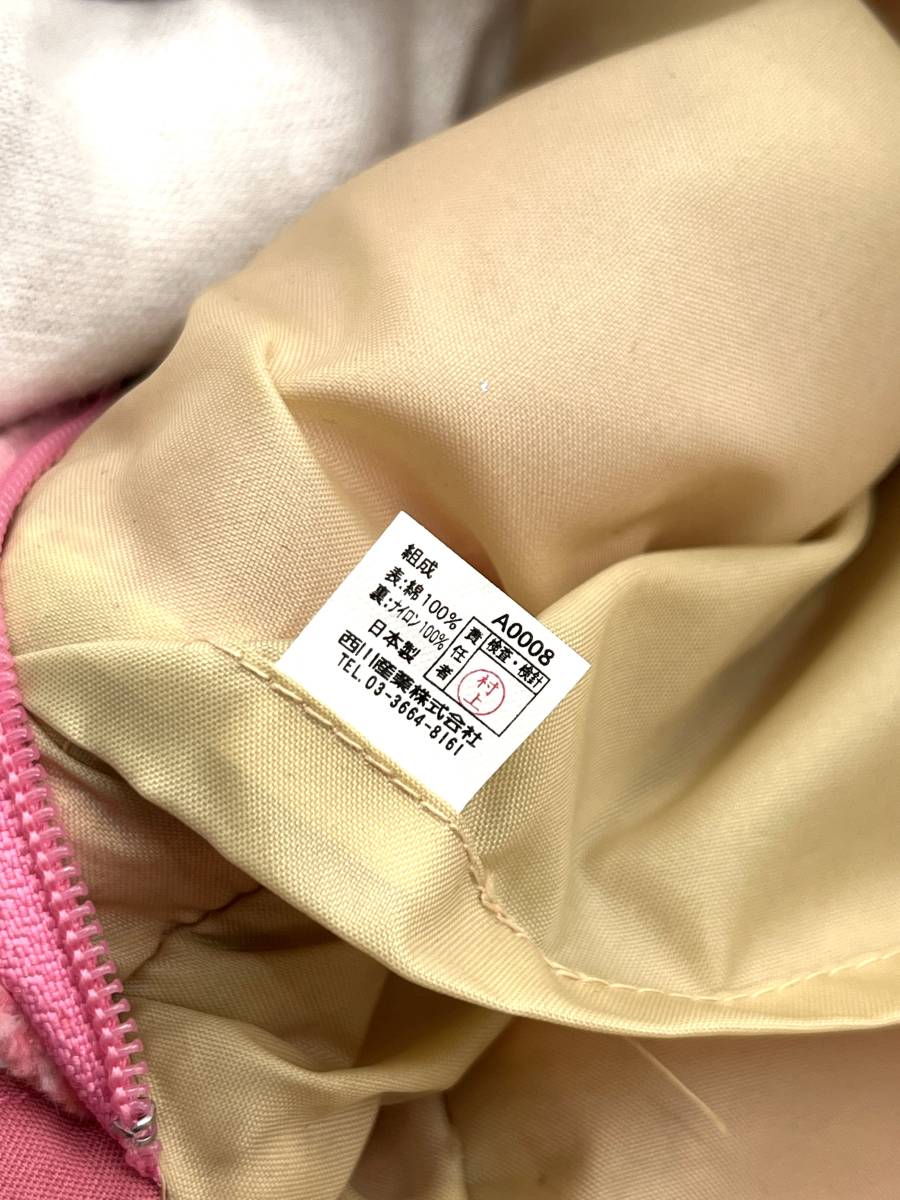 組成
表:綿100%
裏:ナイロン100%
日本製
西川産業株式会社
TEL.03-3664-8161
A0008
責任者
検査・検針
村上